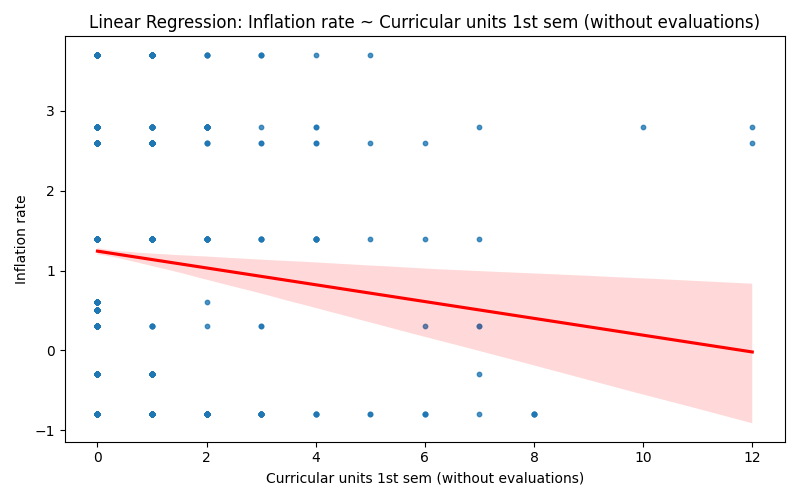 Linear Regression: Inflation rate ~ Curricular units 1st sem (without evaluations)
Inflation rate
3
2
1
0
−1
0 2 4 6 8 10 12
Curricular units 1st sem (without evaluations)